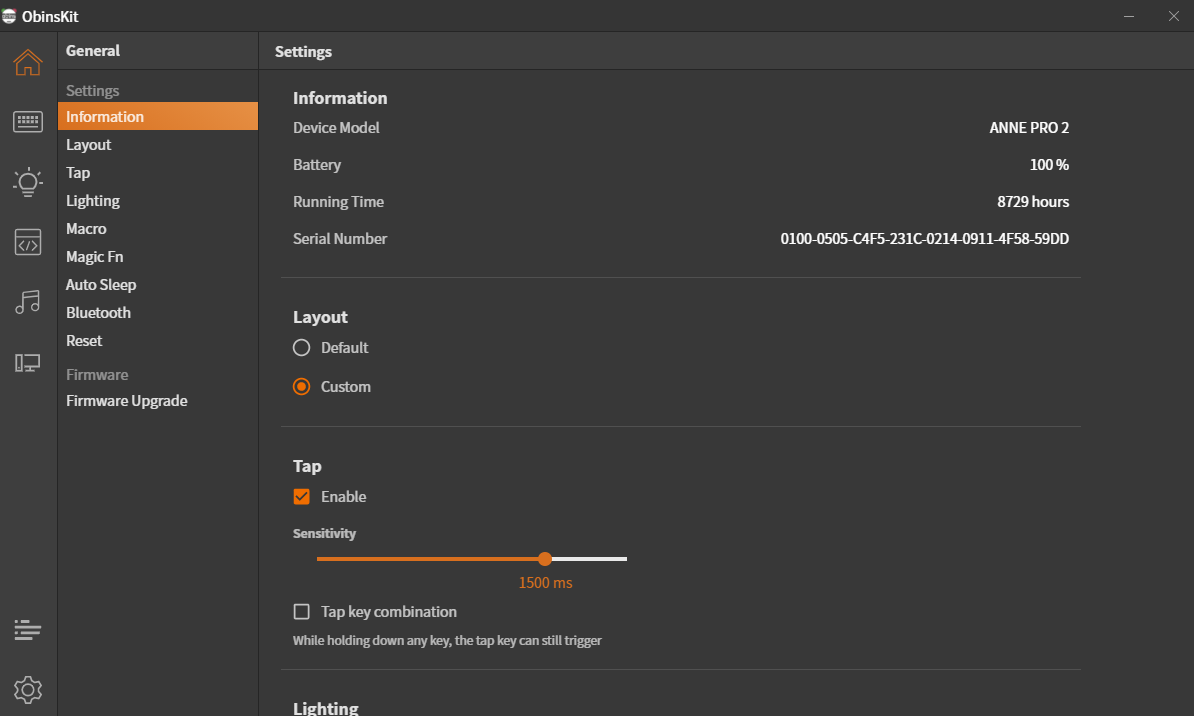 ObinsKit
General
Settings
Information
Layout
Tap
Lighting
Macro
Magic Fn
Auto Sleep
Bluetooth
Reset
Firmware
Firmware Upgrade
Settings
Information
Device Model ANNE PRO 2
Battery 100 %
Running Time 8729 hours
Serial Number 0100-0505-C4F5-231C-0214-0911-4F58-59DD
Layout
Default
Custom
Tap
Enable
Sensitivity
1500 ms
Tap key combination
While holding down any key, the tap key can still trigger
Lighting